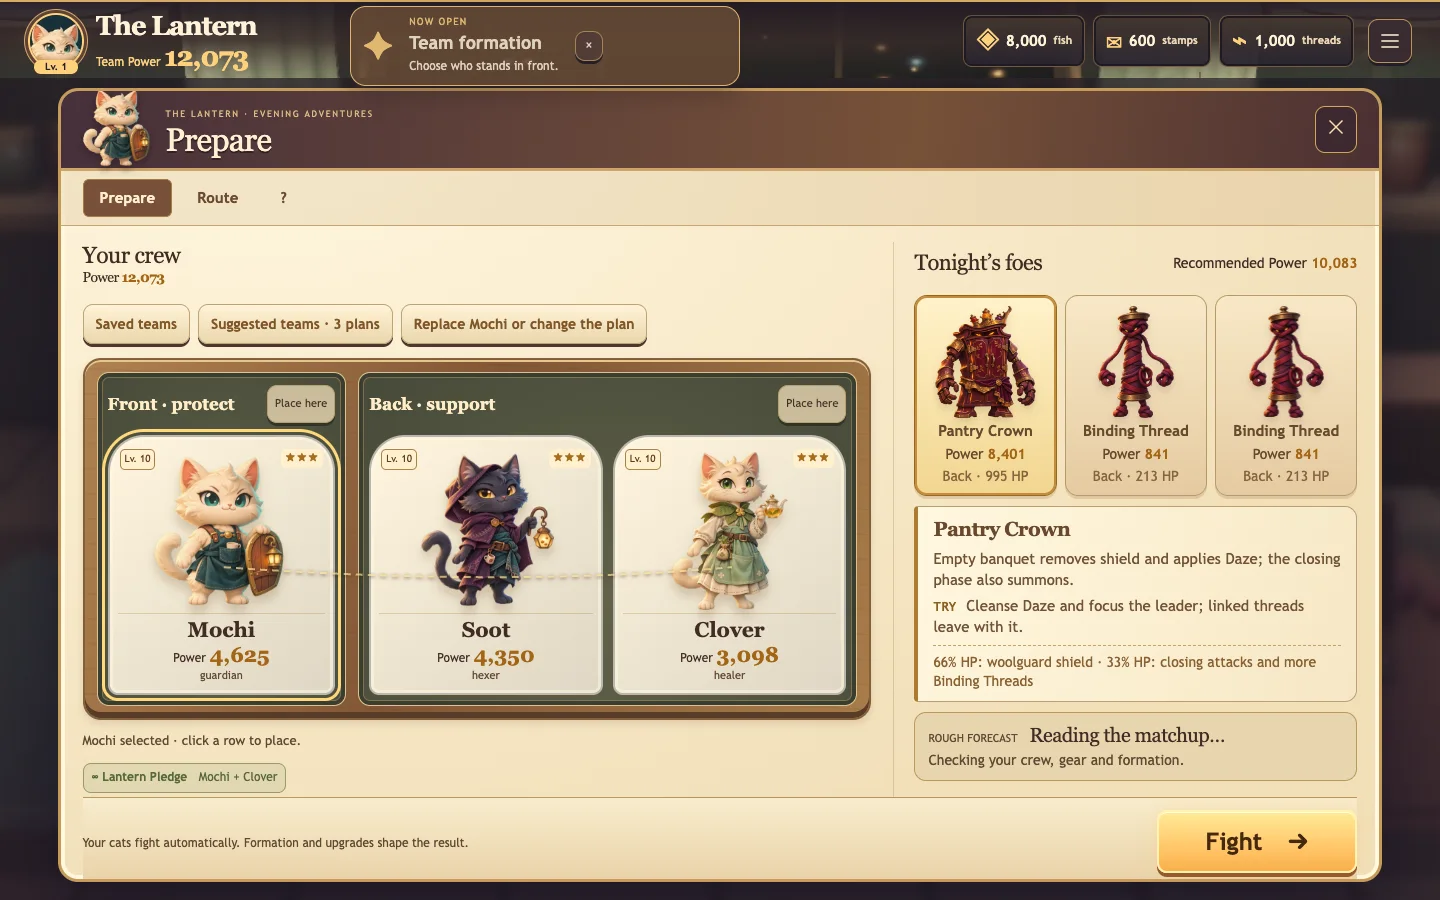 The Lantern
Team Power 12,073
Lv. 1
NOW OPEN
Team formation
Choose who stands in front.
×
8,000 fish
600 stamps
1,000 threads
THE LANTERN · EVENING ADVENTURES
Prepare
Prepare
Route
?
Your crew
Power 12,073
Saved teams
Suggested teams · 3 plans
Replace Mochi or change the plan
Front · protect
Place here
Lv. 10
Mochi
Power 4,625
guardian
Back · support
Place here
Lv. 10
Soot
Power 4,350
hexer
Lv. 10
Clover
Power 3,098
healer
Mochi selected · click a row to place.
∞ Lantern Pledge Mochi + Clover
Tonight's foes
Recommended Power 10,083
Pantry Crown
Power 8,401
Back · 995 HP
Binding Thread
Power 841
Back · 213 HP
Binding Thread
Power 841
Back · 213 HP
Pantry Crown
Empty banquet removes shield and applies Daze; the closing
phase also summons.
TRY Cleanse Daze and focus the leader; linked threads
leave with it.
66% HP: woolguard shield · 33% HP: closing attacks and more
Binding Threads
ROUGH FORECAST Reading the matchup…
Checking your crew, gear and formation.
Your cats fight automatically. Formation and upgrades shape the result.
Fight →